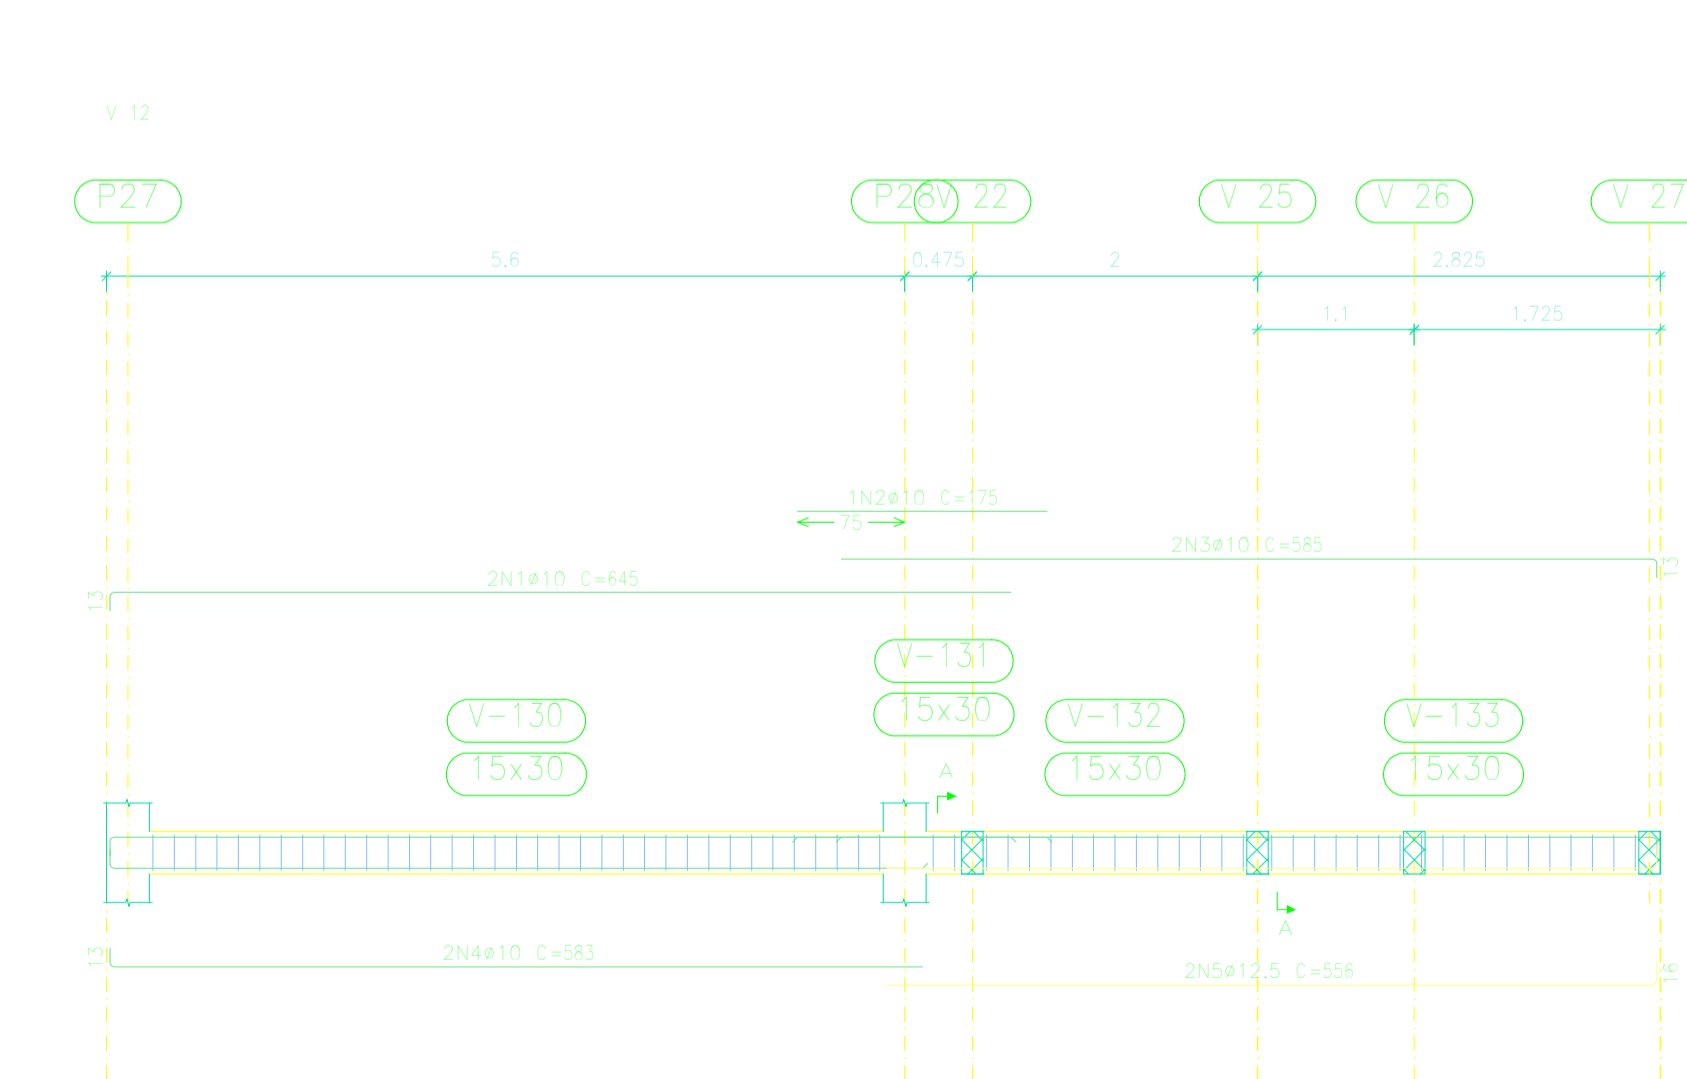 V 12
P27
P28
V 22
V 25
V 26
V 27
5.6
0.475
2
2.825
1.1
1.725
1N2ø10 C=175
75
2N3ø10 C=585
13
2N1ø10 C=645
13
V-131
15x30
V-130
15x30
V-132
15x30
V-133
15x30
A
A
2N4ø10 C=583
13
2N5ø12.5 C=556
16